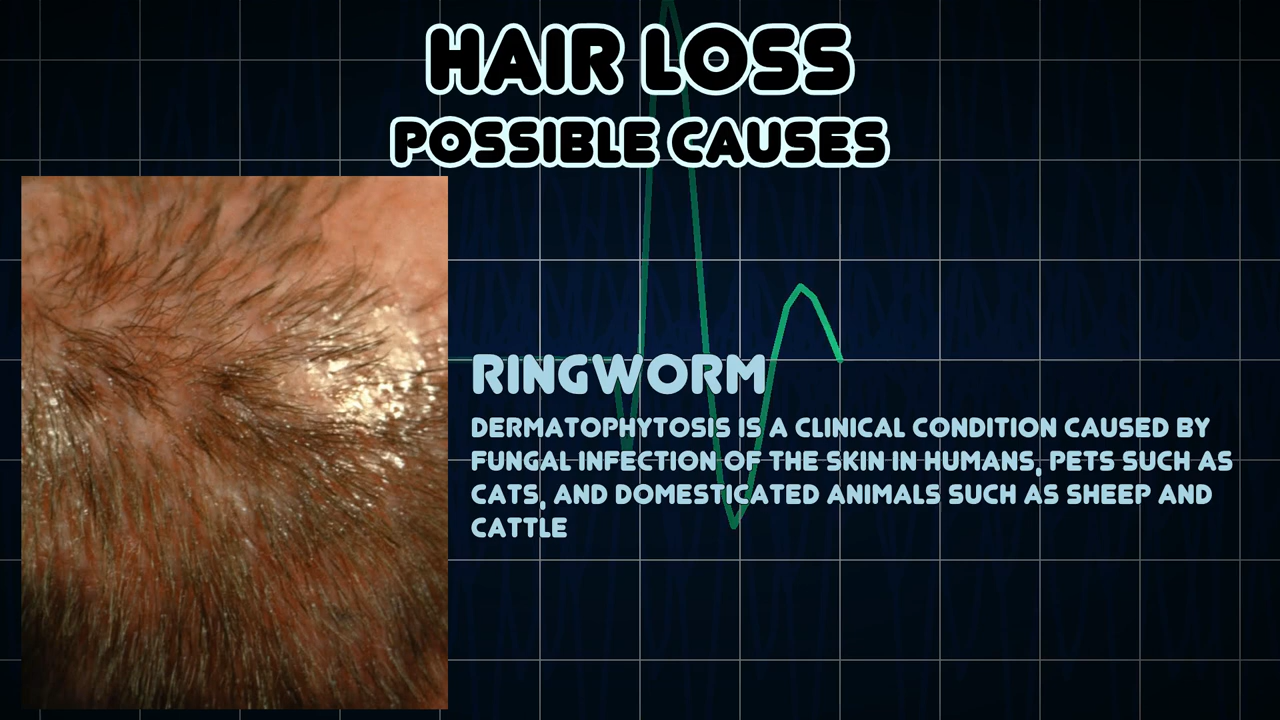 HAIR LOSS
POSSIBLE CAUSES
RINGWORM
DERMATOPHYTOSIS IS A CLINICAL CONDITION CAUSED BY
FUNGAL INFECTION OF THE SKIN IN HUMANS, PETS SUCH AS
CATS, AND DOMESTICATED ANIMALS SUCH AS SHEEP AND
CATTLE